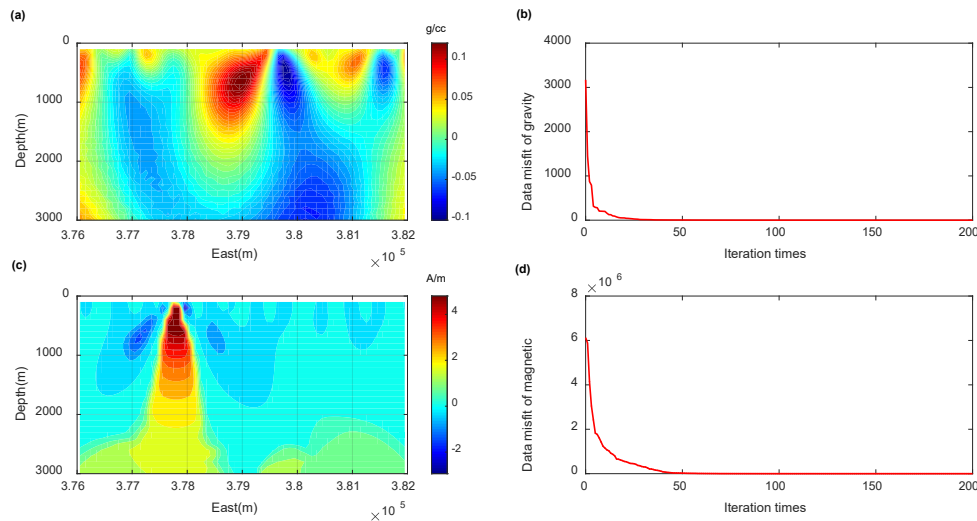 (a)
g/cc
0
1000
2000
3000
Depth(m)
3.76 3.77 3.78 3.79 3.8 3.81 3.82
East(m)
× 10 5
0.1
0.05
0
-0.05
-0.1
(b)
4000
3000
2000
1000
0
Data misfit of gravity
0 50 100 150 200
Iteration times
(c)
A/m
0
1000
2000
3000
Depth(m)
3.76 3.77 3.78 3.79 3.8 3.81 3.82
East(m)
× 10 5
4
2
0
-2
(d)
× 10 6
8
6
4
2
0
Data misfit of magnetic
0 50 100 150 200
Iteration times